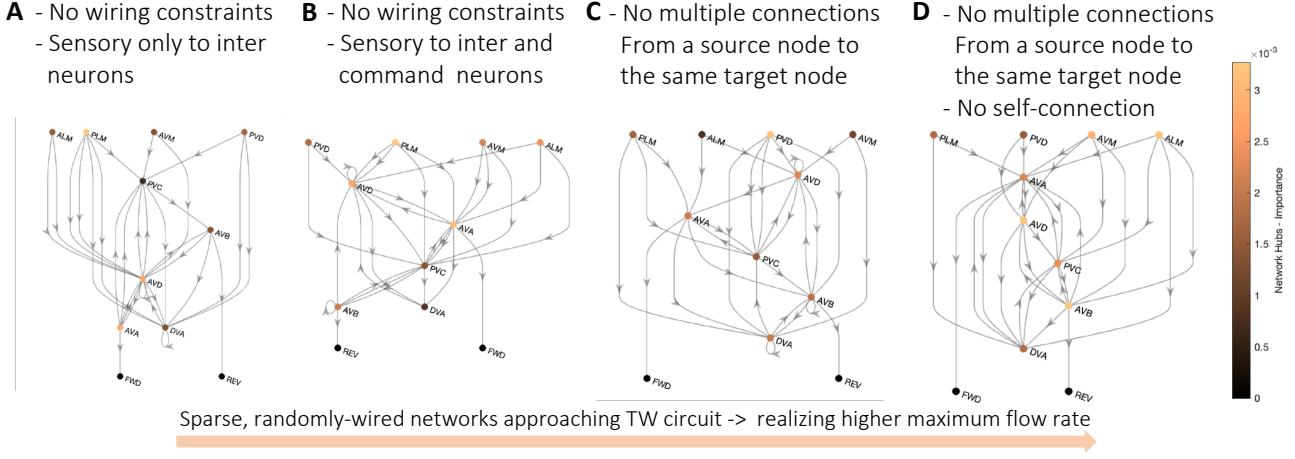 A - No wiring constraints
- Sensory only to inter
neurons
B - No wiring constraints
- Sensory to inter and
command neurons
C - No multiple connections
From a source node to
the same target node
D - No multiple connections
From a source node to
the same target node
- No self-connection
ALM
PLM
AVM
PVD
PVC
AVB
AVD
AVA
DVA
FWD
REV
PVD
PLM
AVM
ALM
AVD
AVA
PVC
AVB
DVA
REV
FWD
PLM
ALM
PVD
AVM
AVD
AVA
PVC
AVB
DVA
FWD
REV
PLM
PVD
AVM
ALM
AVA
AVD
PVC
AVB
DVA
FWD
REV
×10⁻³
3
2.5
2
1.5
1
0.5
0
Network Hubs - Importance
Sparse, randomly-wired networks approaching TW circuit -> realizing higher maximum flow rate